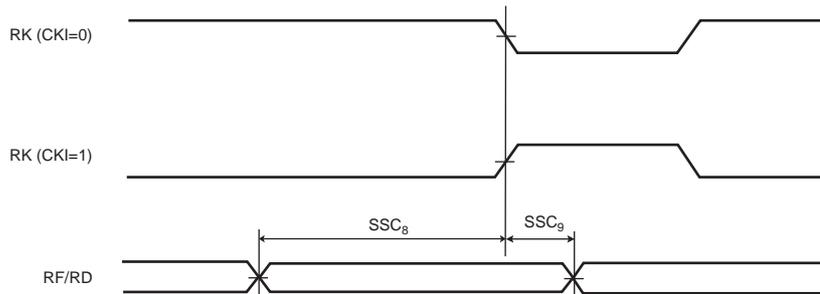 RK (CKI=0)
RK (CKI=1)
SSC₈
SSC₉
RF/RD